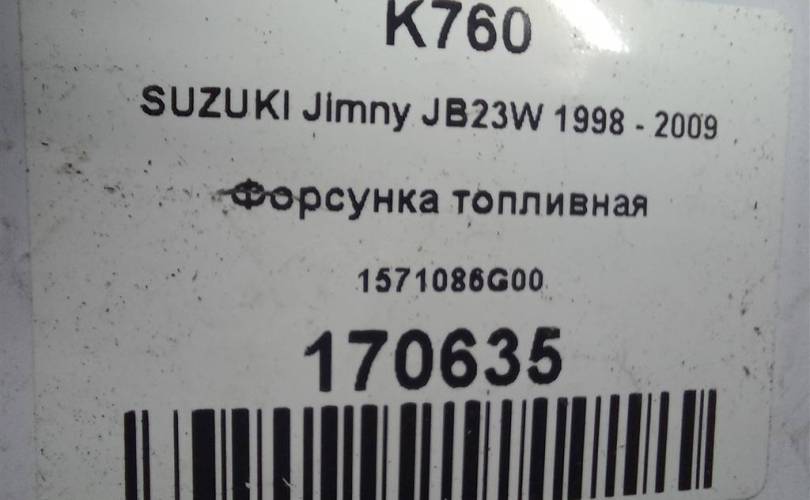 K760
SUZUKI Jimny JB23W 1998 - 2009
Форсунка топливная
1571086G00
170635